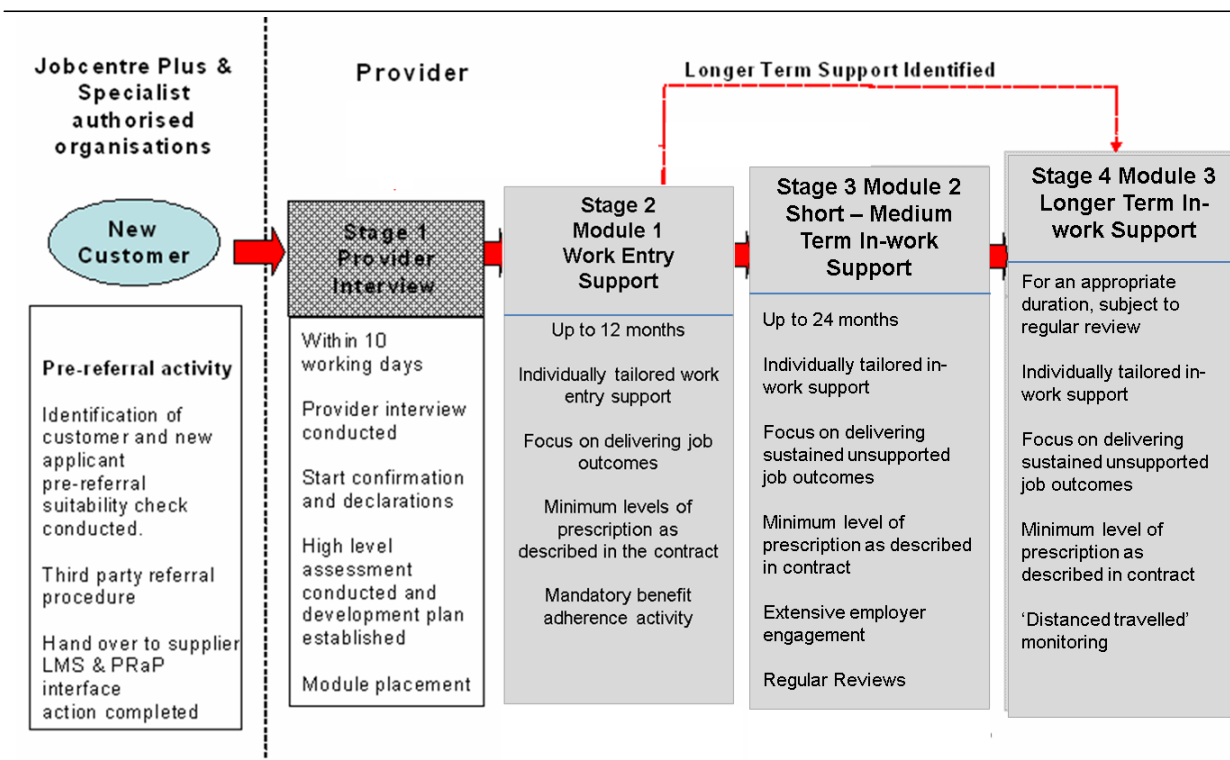 Jobcentre Plus &
Specialist
authorised
organisations
New
Customer
Pre-referral activity
Identification of
customer and new
applicant
pre-referral
suitability check
conducted.
Third party referral
procedure
Hand over to supplier
LMS & PRaP
interface
action completed
Provider
Longer Term Support Identified
Stage 1
Provider
Interview
Within 10
working days
Provider interview
conducted
Start confirmation
and declarations
High level
assessment
conducted and
development plan
established
Module placement
Stage 2
Module 1
Work Entry
Support
Up to 12 months
Individually tailored work
entry support
Focus on delivering job
outcomes
Minimum levels of
prescription as
described in the contract
Mandatory benefit
adherence activity
Stage 3 Module 2
Short – Medium
Term In-work
Support
Up to 24 months
Individually tailored in-
work support
Focus on delivering
sustained unsupported
job outcomes
Minimum level of
prescription as described
in contract
Extensive employer
engagement
Regular Reviews
Stage 4 Module 3
Longer Term In-
work Support
For an appropriate
duration, subject to
regular review
Individually tailored in-
work support
Focus on delivering
sustained unsupported
job outcomes
Minimum level of
prescription as
described in contract
‘Distanced travelled’
monitoring